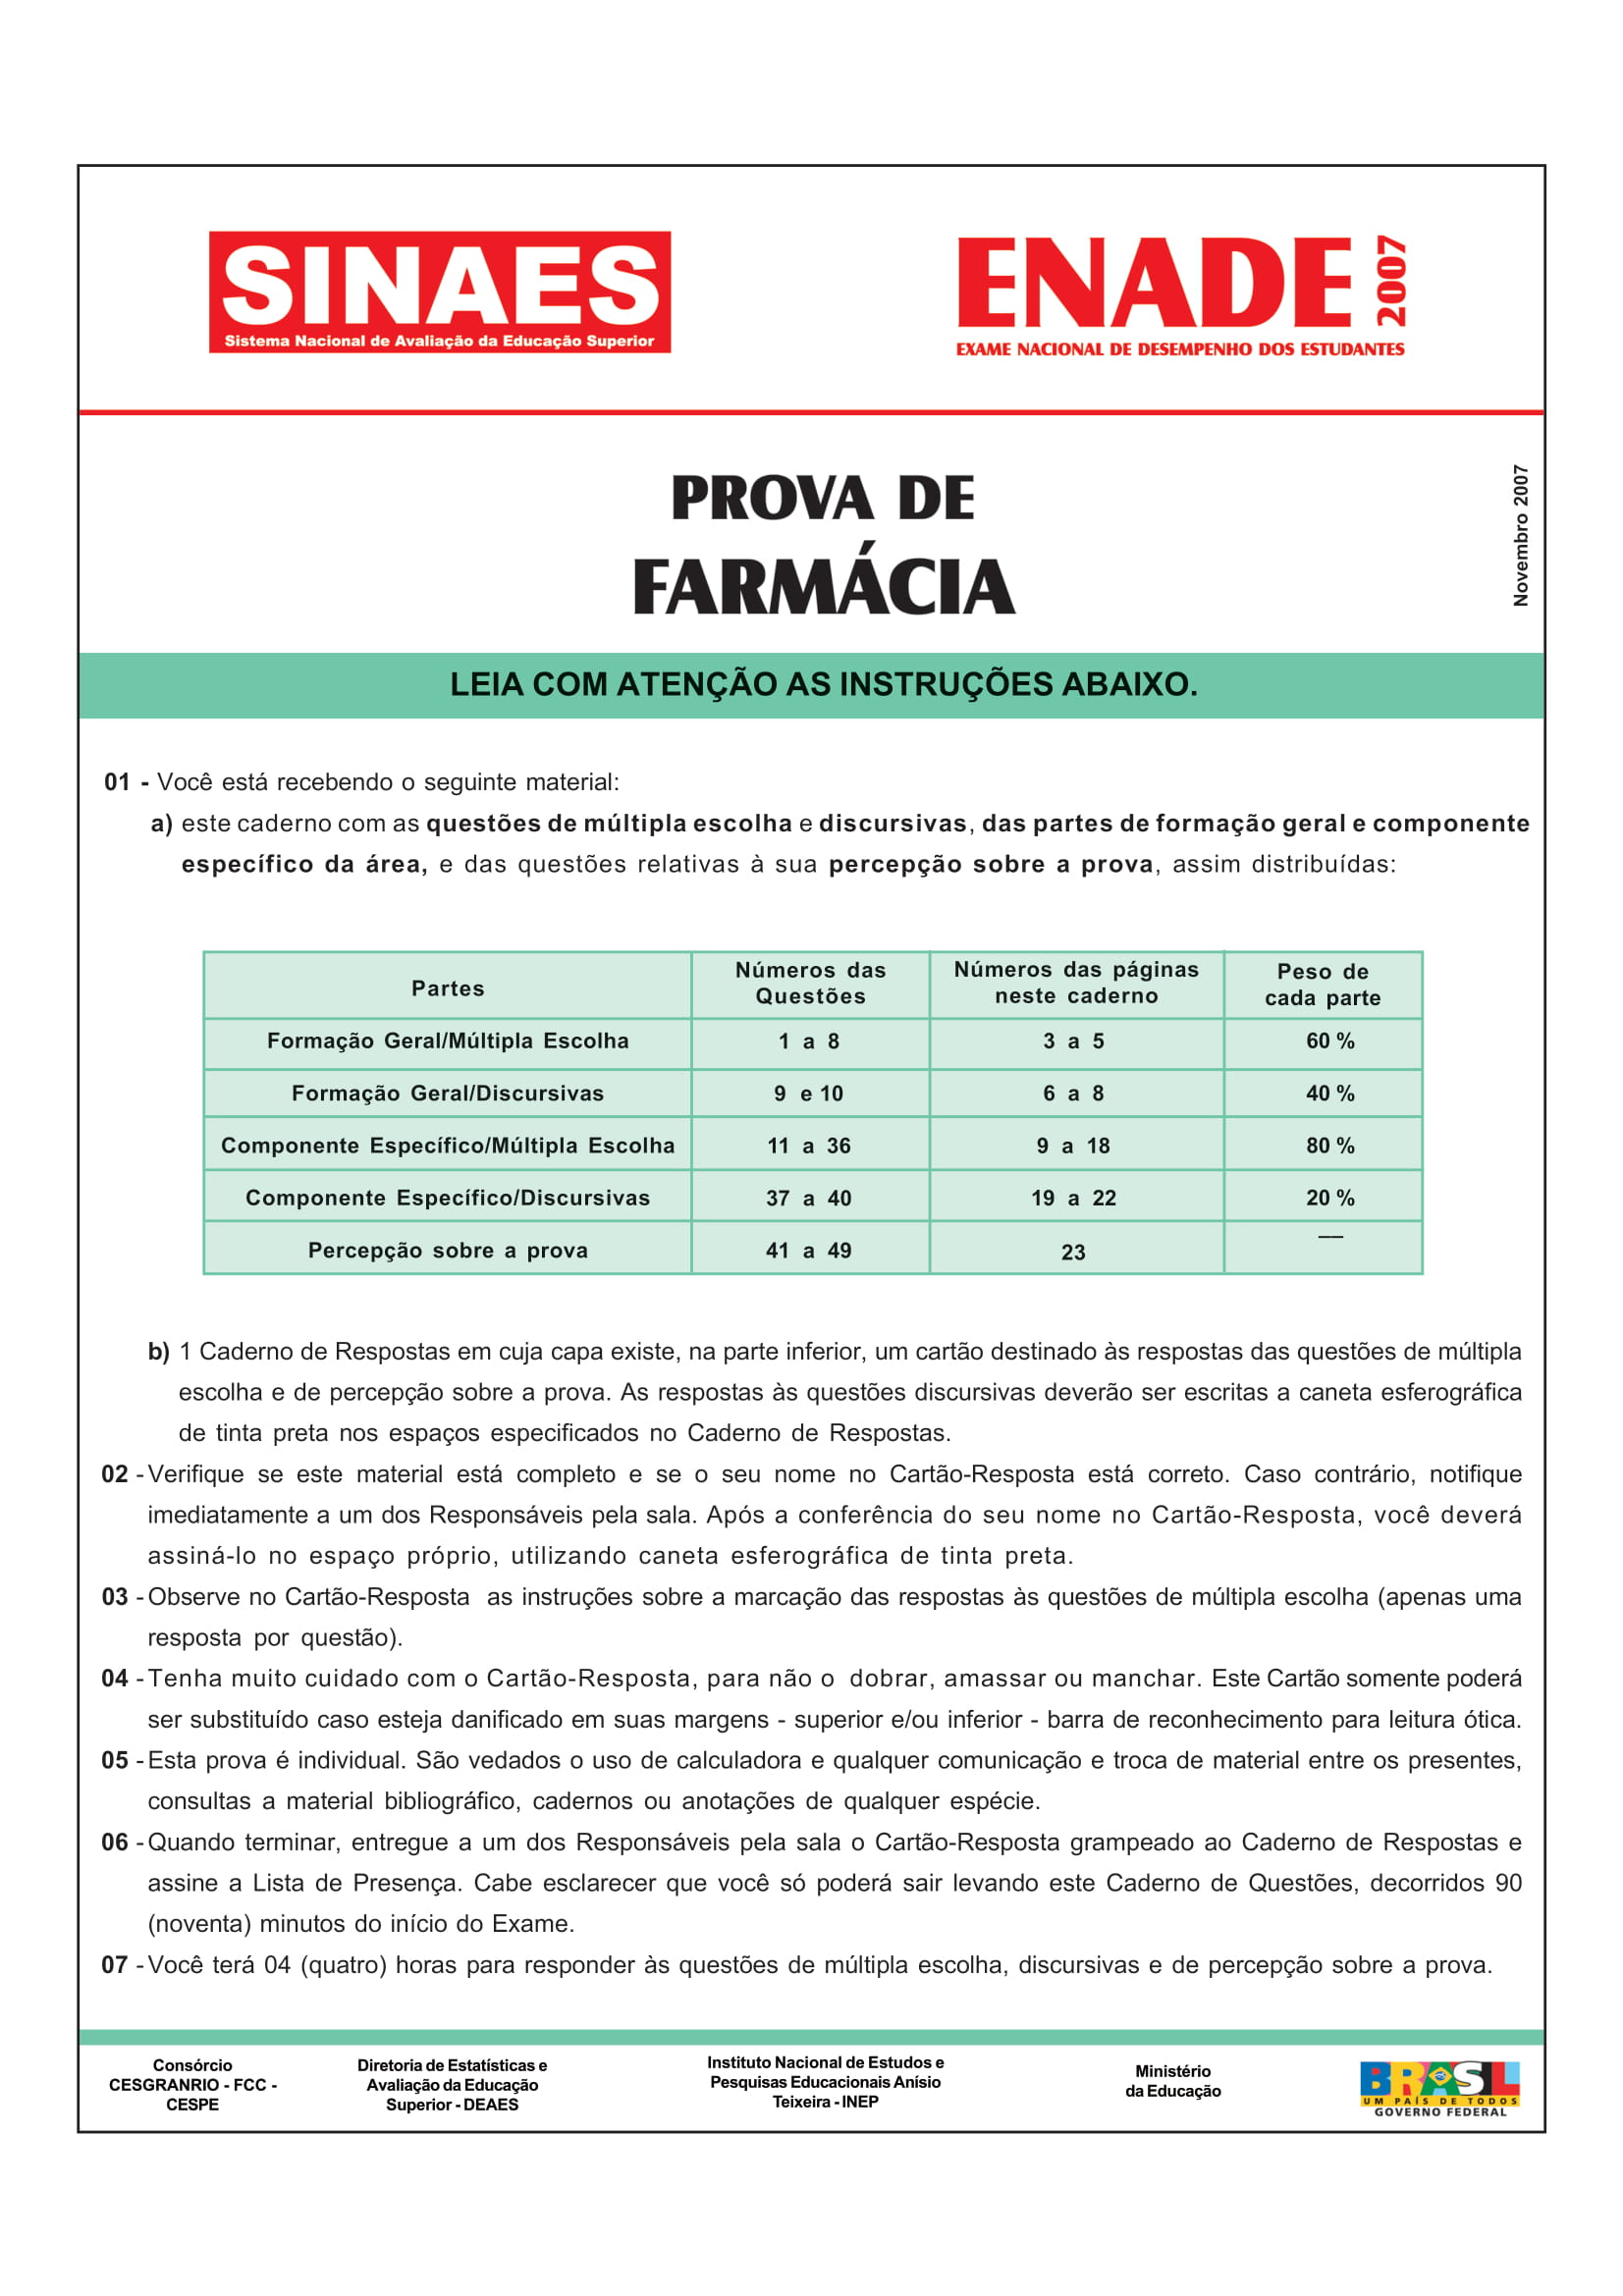 SINAES
Sistema Nacional de Avaliação da Educação Superior
ENADE 2007
EXAME NACIONAL DE DESEMPENHO DOS ESTUDANTES
Novembro 2007
PROVA DE
FARMÁCIA
LEIA COM ATENÇÃO AS INSTRUÇÕES ABAIXO.
01 - Você está recebendo o seguinte material:
a) este caderno com as questões de múltipla escolha e discursivas, das partes de formação geral e componente
específico da área, e das questões relativas à sua percepção sobre a prova, assim distribuídas:
Partes | Números das Questões | Números das páginas neste caderno | Peso de cada parte
Formação Geral/Múltipla Escolha | 1 a 8 | 3 a 5 | 60 %
Formação Geral/Discursivas | 9 e 10 | 6 a 8 | 40 %
Componente Específico/Múltipla Escolha | 11 a 36 | 9 a 18 | 80 %
Componente Específico/Discursivas | 37 a 40 | 19 a 22 | 20 %
Percepção sobre a prova | 41 a 49 | 23 | __
b) 1 Caderno de Respostas em cuja capa existe, na parte inferior, um cartão destinado às respostas das questões de múltipla
escolha e de percepção sobre a prova. As respostas às questões discursivas deverão ser escritas a caneta esferográfica
de tinta preta nos espaços especificados no Caderno de Respostas.
02 - Verifique se este material está completo e se o seu nome no Cartão-Resposta está correto. Caso contrário, notifique
imediatamente a um dos Responsáveis pela sala. Após a conferência do seu nome no Cartão-Resposta, você deverá
assiná-lo no espaço próprio, utilizando caneta esferográfica de tinta preta.
03 - Observe no Cartão-Resposta as instruções sobre a marcação das respostas às questões de múltipla escolha (apenas uma
resposta por questão).
04 - Tenha muito cuidado com o Cartão-Resposta, para não o dobrar, amassar ou manchar. Este Cartão somente poderá
ser substituído caso esteja danificado em suas margens - superior e/ou inferior - barra de reconhecimento para leitura ótica.
05 - Esta prova é individual. São vedados o uso de calculadora e qualquer comunicação e troca de material entre os presentes,
consultas a material bibliográfico, cadernos ou anotações de qualquer espécie.
06 - Quando terminar, entregue a um dos Responsáveis pela sala o Cartão-Resposta grampeado ao Caderno de Respostas e
assine a Lista de Presença. Cabe esclarecer que você só poderá sair levando este Caderno de Questões, decorridos 90
(noventa) minutos do início do Exame.
07 - Você terá 04 (quatro) horas para responder às questões de múltipla escolha, discursivas e de percepção sobre a prova.
Consórcio
CESGRANRIO - FCC -
CESPE
Diretoria de Estatísticas e
Avaliação da Educação
Superior - DEAES
Instituto Nacional de Estudos e
Pesquisas Educacionais Anísio
Teixeira - INEP
Ministério
da Educação
BRASIL
UM PAÍS DE TODOS
GOVERNO FEDERAL